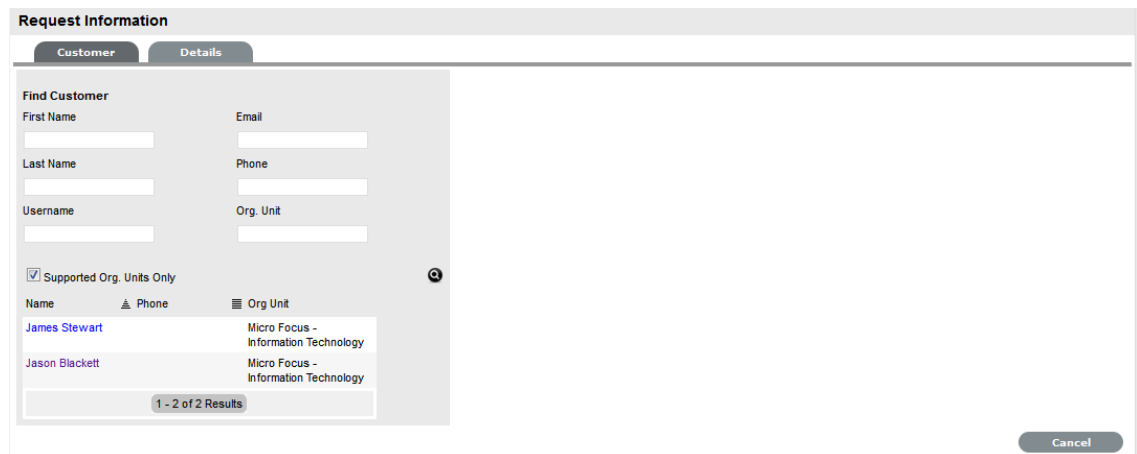 Request Information
Customer Details
Find Customer
First Name Email
Last Name Phone
Username Org. Unit
Supported Org. Units Only
Name Phone Org Unit
James Stewart Micro Focus -
Information Technology
Jason Blackett Micro Focus -
Information Technology
1 - 2 of 2 Results
Cancel